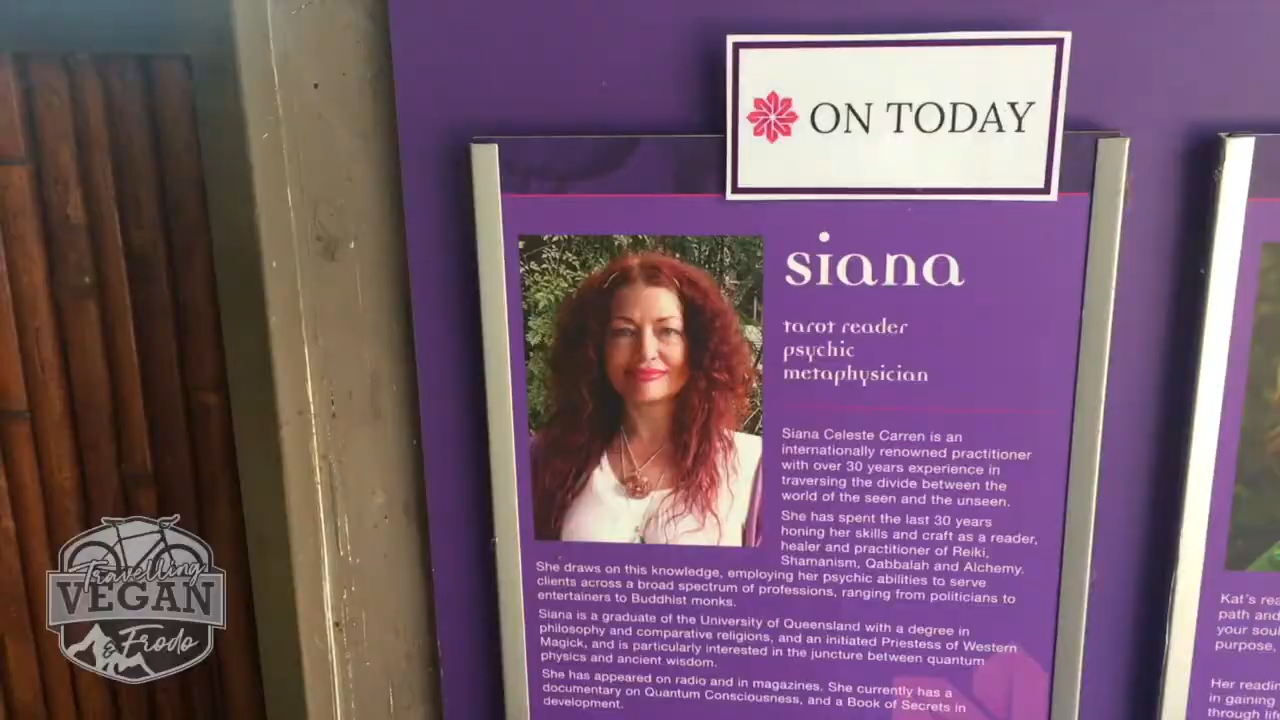 ON TODAY
siana
tarot reader
psychic
metaphysician
Siana Celeste Carren is an
internationally renowned practitioner
with over 30 years experience in
traversing the divide between the
world of the seen and the unseen.
She has spent the last 30 years
honing her skills and craft as a reader,
healer and practitioner of Reiki,
Shamanism, Qabbalah and Alchemy.
She draws on this knowledge, employing her psychic abilities to serve
clients across a broad spectrum of professions, ranging from politicians to
entertainers to Buddhist monks.
Siana is a graduate of the University of Queensland with a degree in
philosophy and comparative religions, and an initiated Priestess of Western
Magick, and is particularly interested in the juncture between quantum
physics and ancient wisdom.
She has appeared on radio and in magazines. She currently has a
documentary on Quantum Consciousness, and a Book of Secrets in
development.
Kat's
path and
your
purpose,
Her
in gaining
through
Travelling
VEGAN
& Frodo